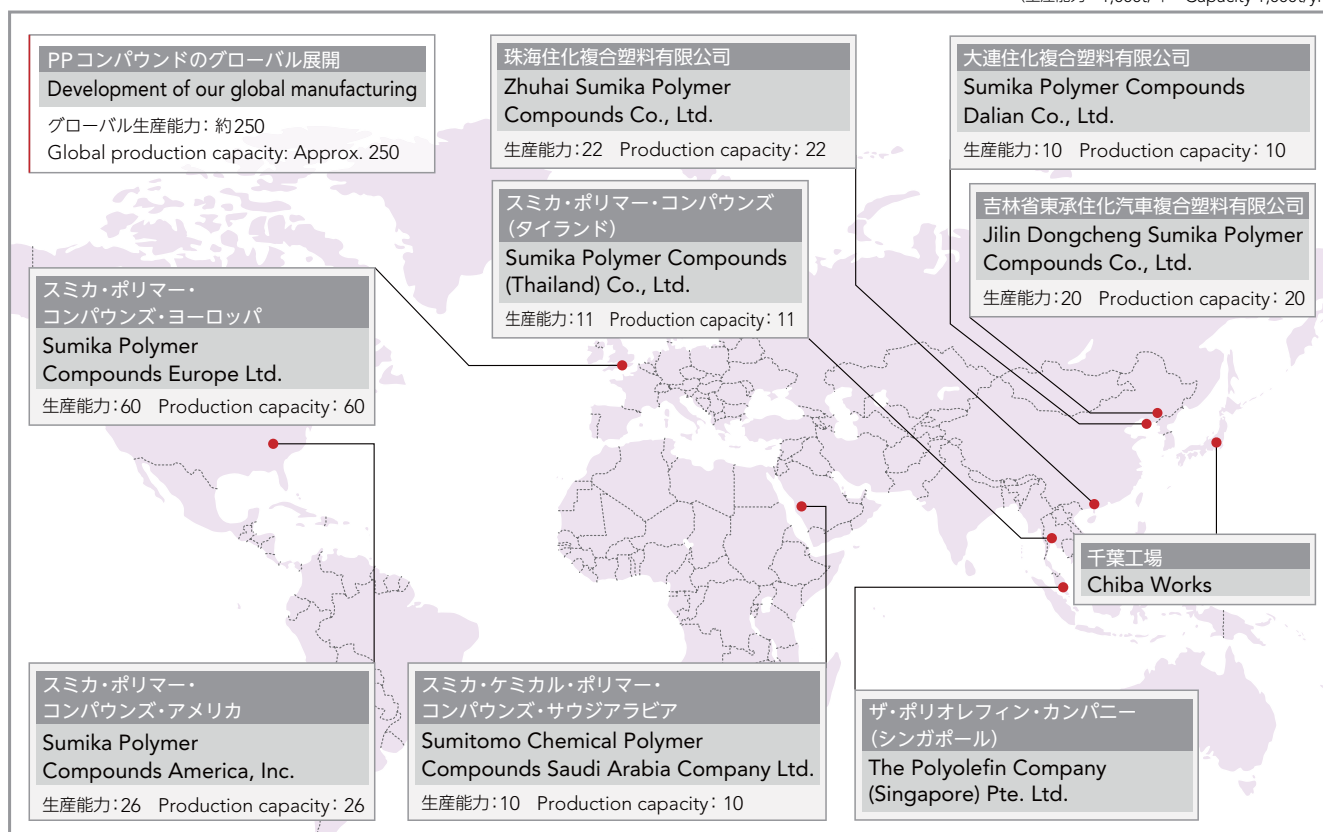 PPコンパウンドのグローバル展開
Development of our global manufacturing
グローバル生産能力：約250
Global production capacity: Approx. 250
珠海住化複合塑料有限公司
Zhuhai Sumika Polymer
Compounds Co., Ltd.
生産能力：22 Production capacity：22
大連住化複合塑料有限公司
Sumika Polymer Compounds
Dalian Co., Ltd.
生産能力：10 Production capacity：10
スミカ・ポリマー・コンパウンズ
（タイランド）
Sumika Polymer Compounds
(Thailand) Co., Ltd.
生産能力：11 Production capacity：11
吉林省東承住化汽車複合塑料有限公司
Jilin Dongcheng Sumika Polymer
Compounds Co., Ltd.
生産能力：20 Production capacity：20
スミカ・ポリマー・
コンパウンズ・ヨーロッパ
Sumika Polymer
Compounds Europe Ltd.
生産能力：60 Production capacity：60
千葉工場
Chiba Works
スミカ・ポリマー・
コンパウンズ・アメリカ
Sumika Polymer
Compounds America, Inc.
生産能力：26 Production capacity：26
スミカ・ケミカル・ポリマー・
コンパウンズ・サウジアラビア
Sumitomo Chemical Polymer
Compounds Saudi Arabia Company Ltd.
生産能力：10 Production capacity：10
ザ・ポリオレフィン・カンパニー
（シンガポール）
The Polyolefin Company
(Singapore) Pte. Ltd.